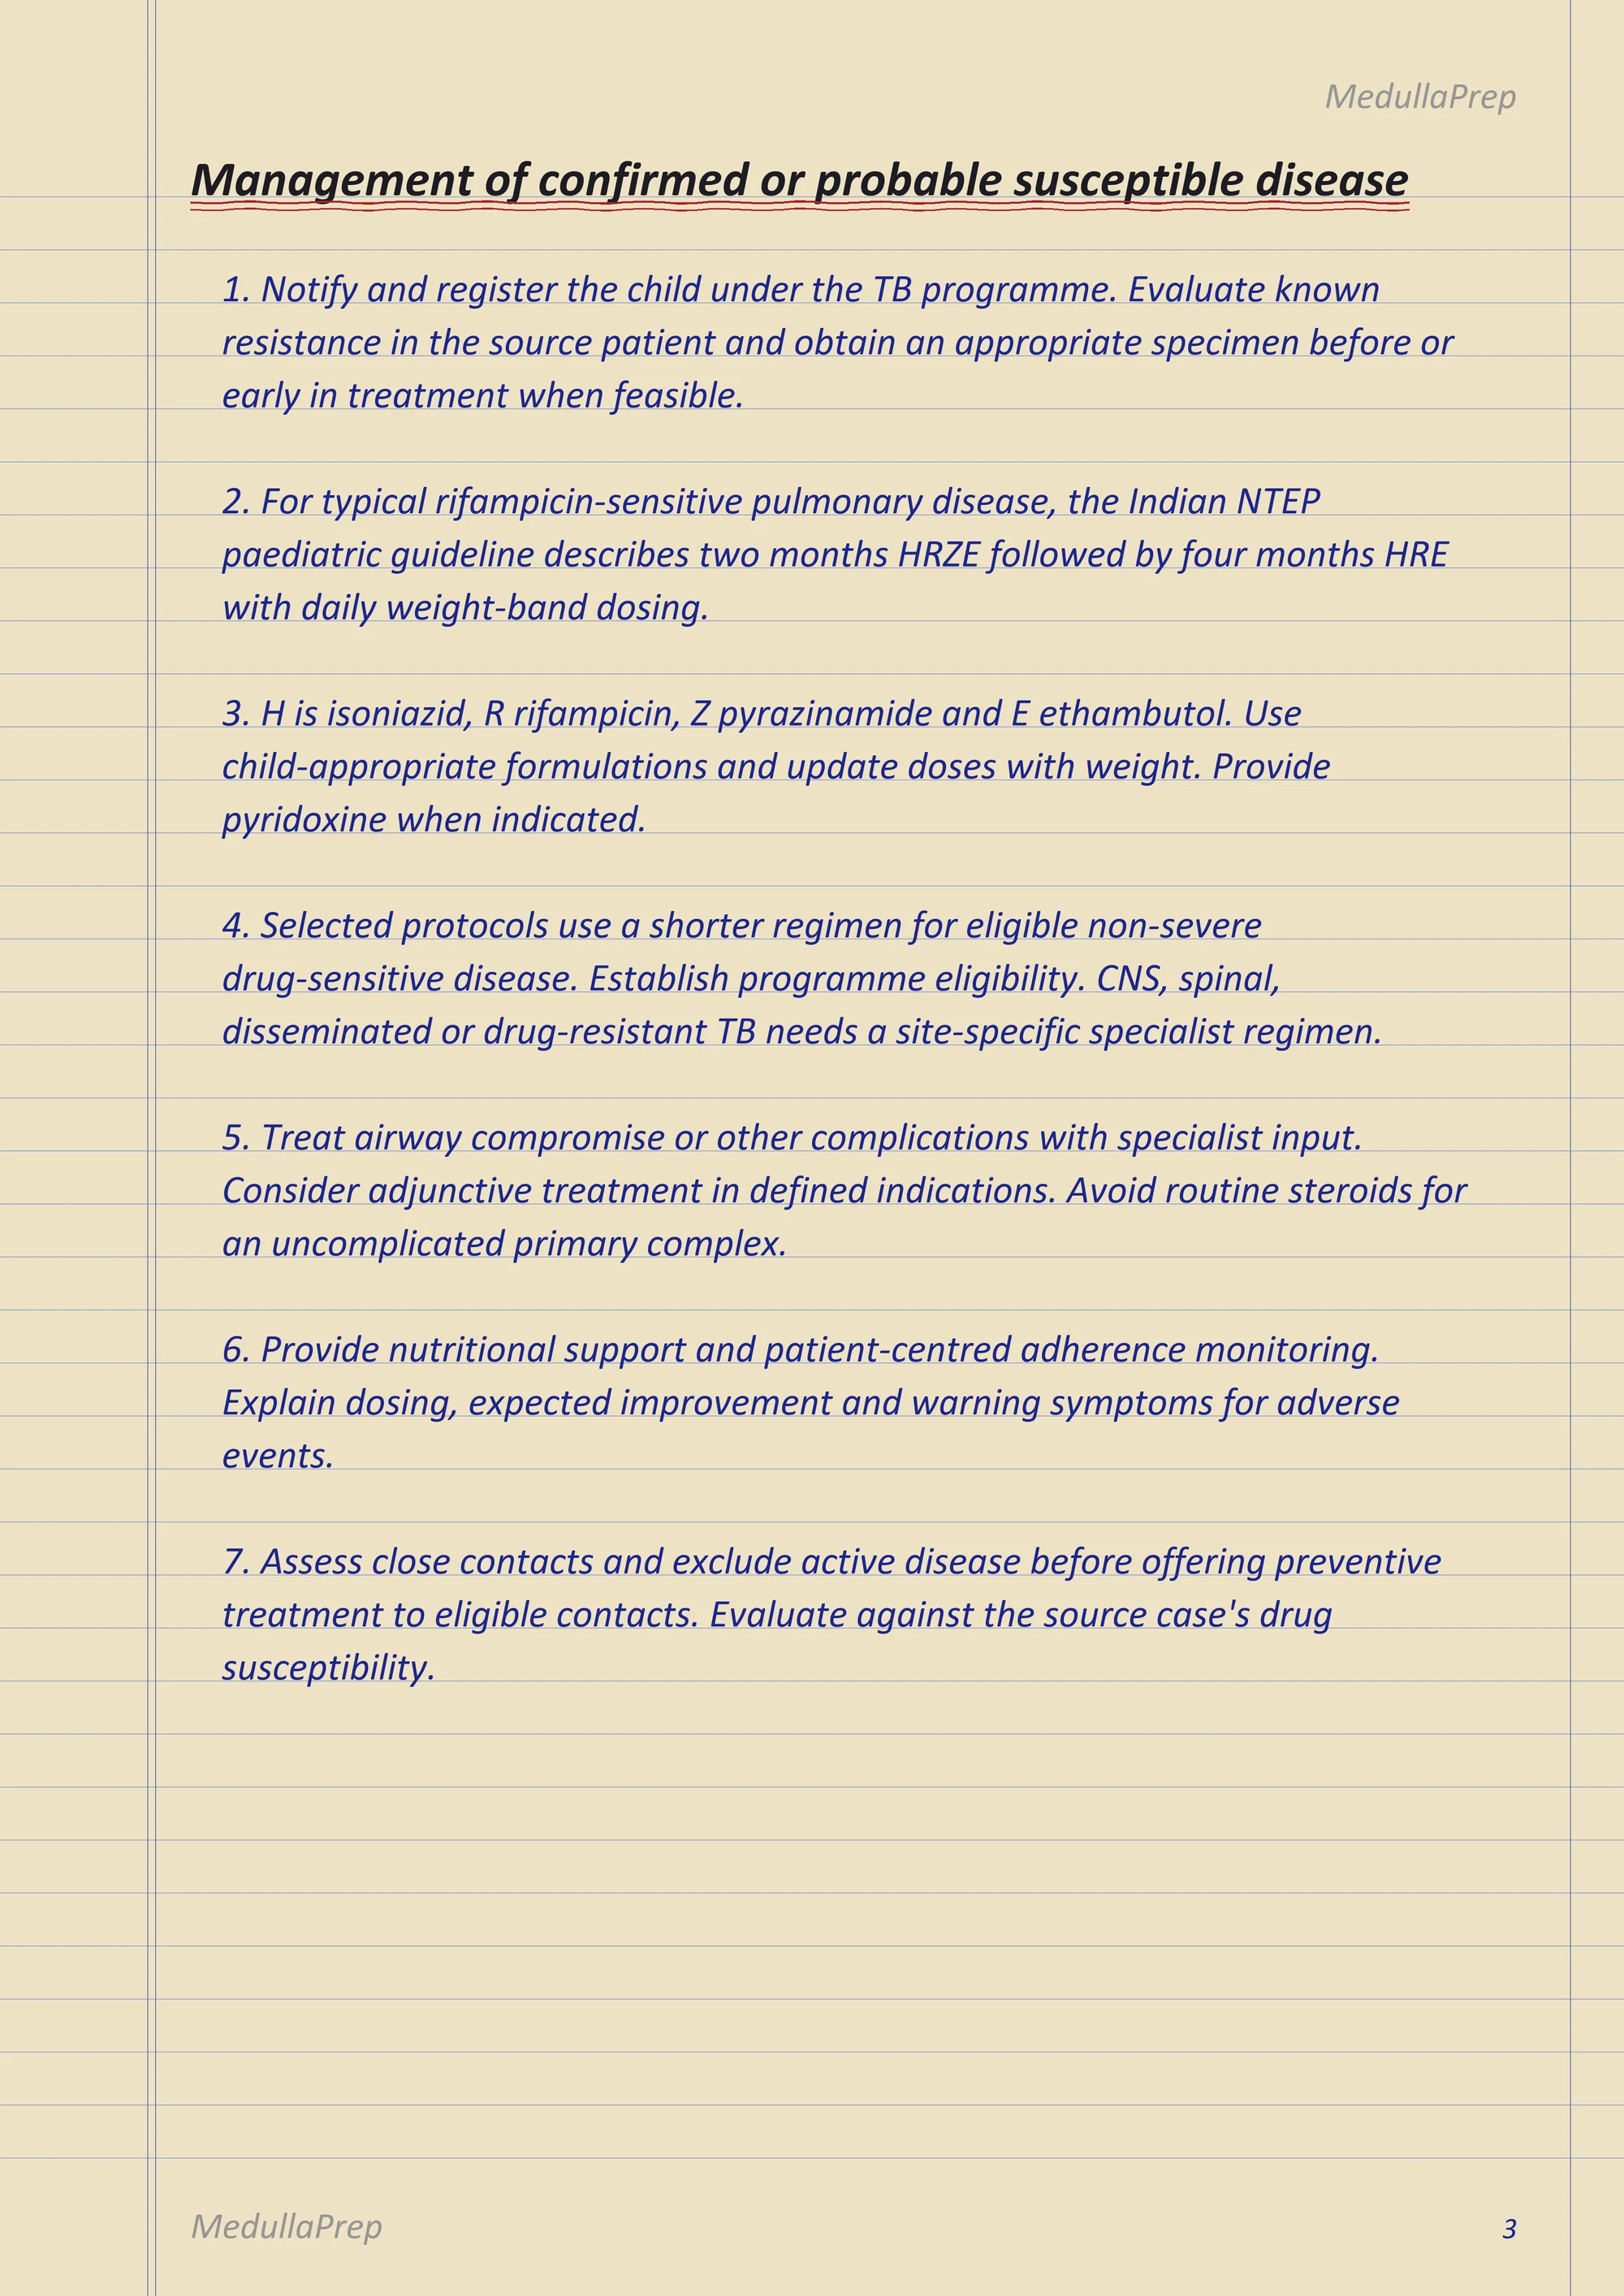 MedullaPrep
Management of confirmed or probable susceptible disease
1. Notify and register the child under the TB programme. Evaluate known
resistance in the source patient and obtain an appropriate specimen before or
early in treatment when feasible.
2. For typical rifampicin-sensitive pulmonary disease, the Indian NTEP
paediatric guideline describes two months HRZE followed by four months HRE
with daily weight-band dosing.
3. H is isoniazid, R rifampicin, Z pyrazinamide and E ethambutol. Use
child-appropriate formulations and update doses with weight. Provide
pyridoxine when indicated.
4. Selected protocols use a shorter regimen for eligible non-severe
drug-sensitive disease. Establish programme eligibility. CNS, spinal,
disseminated or drug-resistant TB needs a site-specific specialist regimen.
5. Treat airway compromise or other complications with specialist input.
Consider adjunctive treatment in defined indications. Avoid routine steroids for
an uncomplicated primary complex.
6. Provide nutritional support and patient-centred adherence monitoring.
Explain dosing, expected improvement and warning symptoms for adverse
events.
7. Assess close contacts and exclude active disease before offering preventive
treatment to eligible contacts. Evaluate against the source case's drug
susceptibility.
MedullaPrep
3